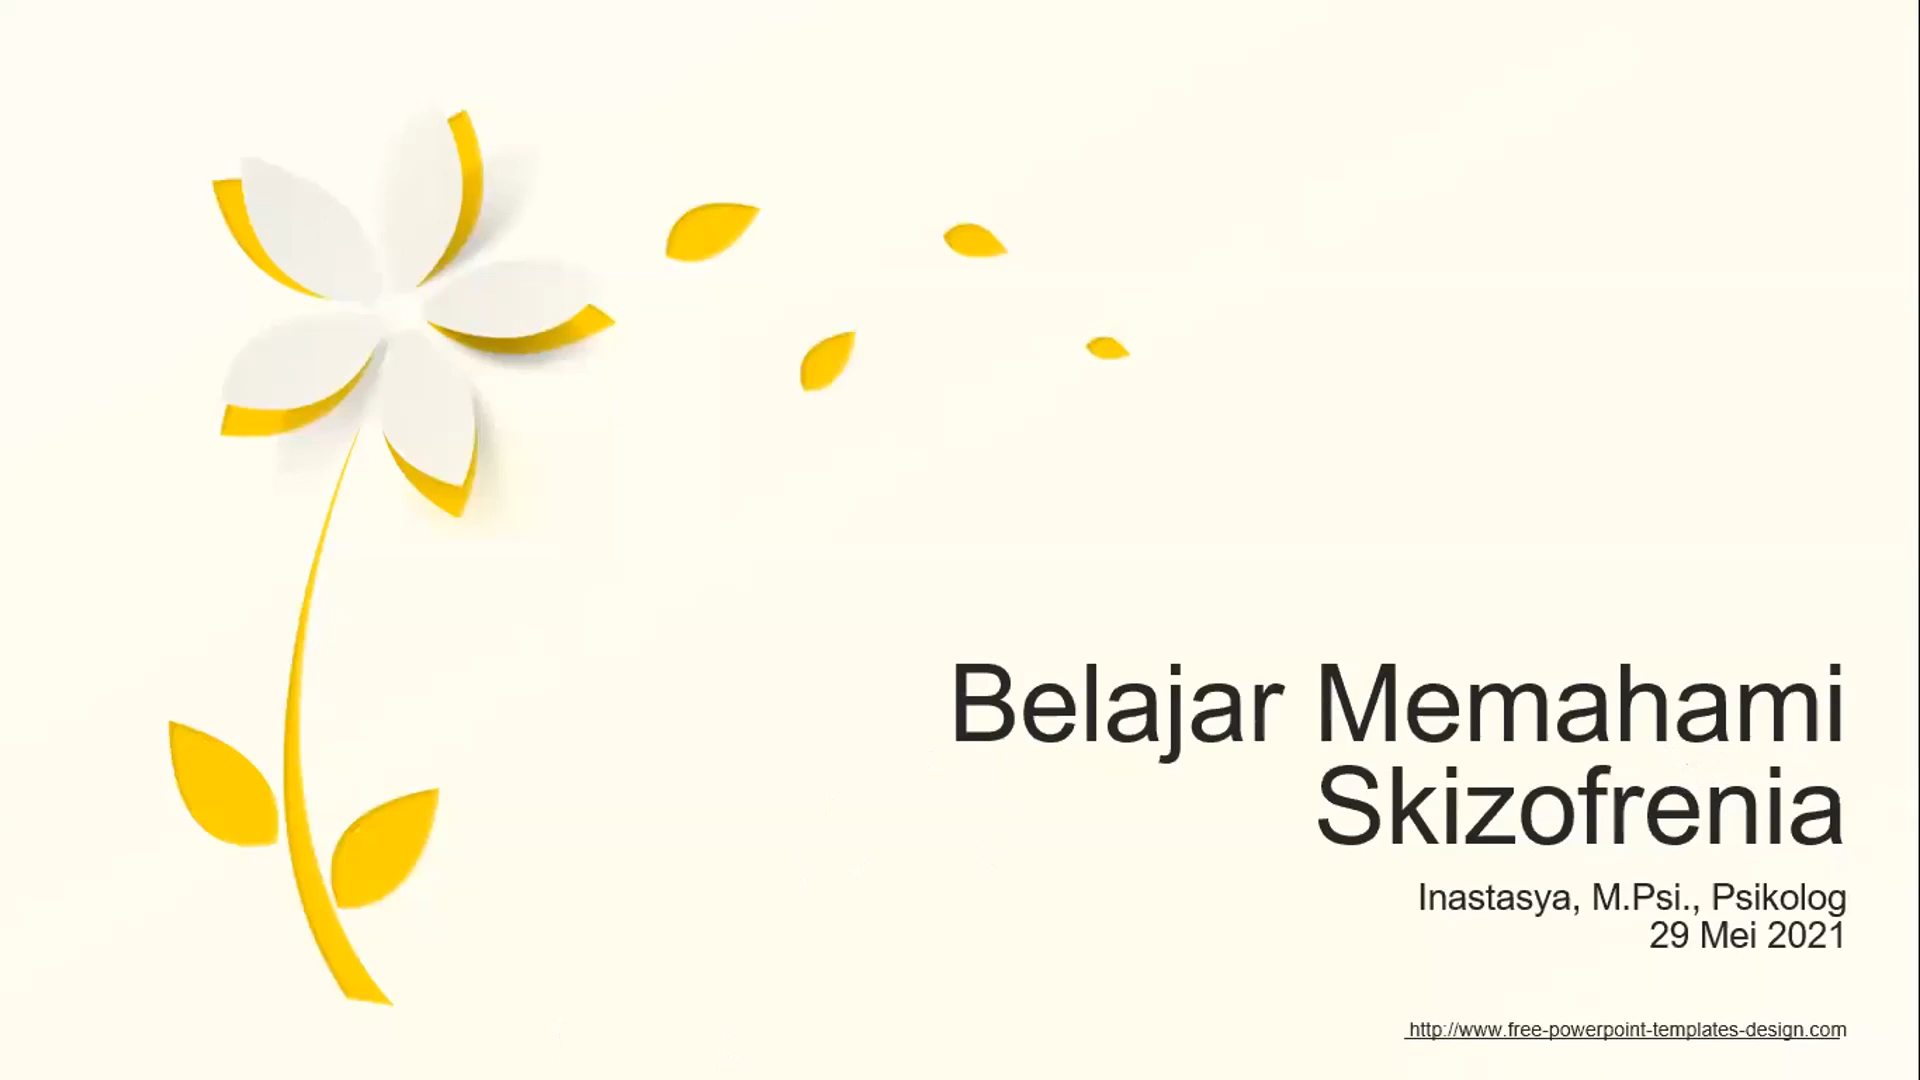 Belajar Memahami
Skizofrenia
Inastasya, M.Psi., Psikolog
29 Mei 2021
http://www.free-powerpoint-templates-design.com